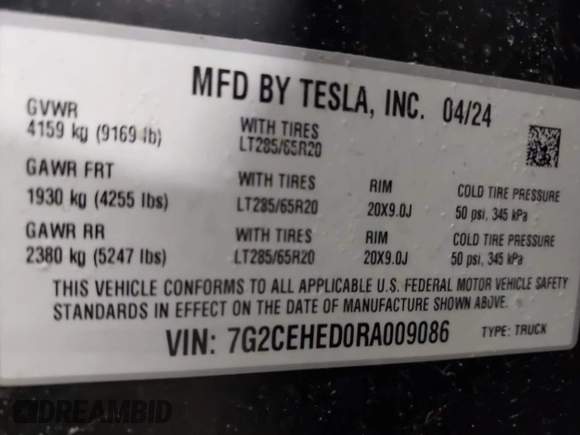 MFD BY TESLA, INC. 04/24
GVWR
4159 kg (9169 lb) WITH TIRES LT285/65R20
GAWR FRT
1930 kg (4255 lbs) WITH TIRES LT285/65R20 RIM 20X9.0J COLD TIRE PRESSURE 50 psi, 345 kPa
GAWR RR
2380 kg (5247 lbs) WITH TIRES LT285/65R20 RIM 20X9.0J COLD TIRE PRESSURE 50 psi, 345 kPa
THIS VEHICLE CONFORMS TO ALL APPLICABLE U.S. FEDERAL MOTOR VEHICLE SAFETY
STANDARDS IN EFFECT ON THE DATE OF MANUFACTURE SHOWN ABOVE.
VIN: 7G2CEHED0RA009086 TYPE: TRUCK
DREAMBID